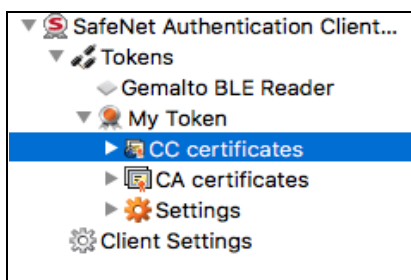 SafeNet Authentication Client...
Tokens
Gemalto BLE Reader
My Token
CC certificates
CA certificates
Settings
Client Settings